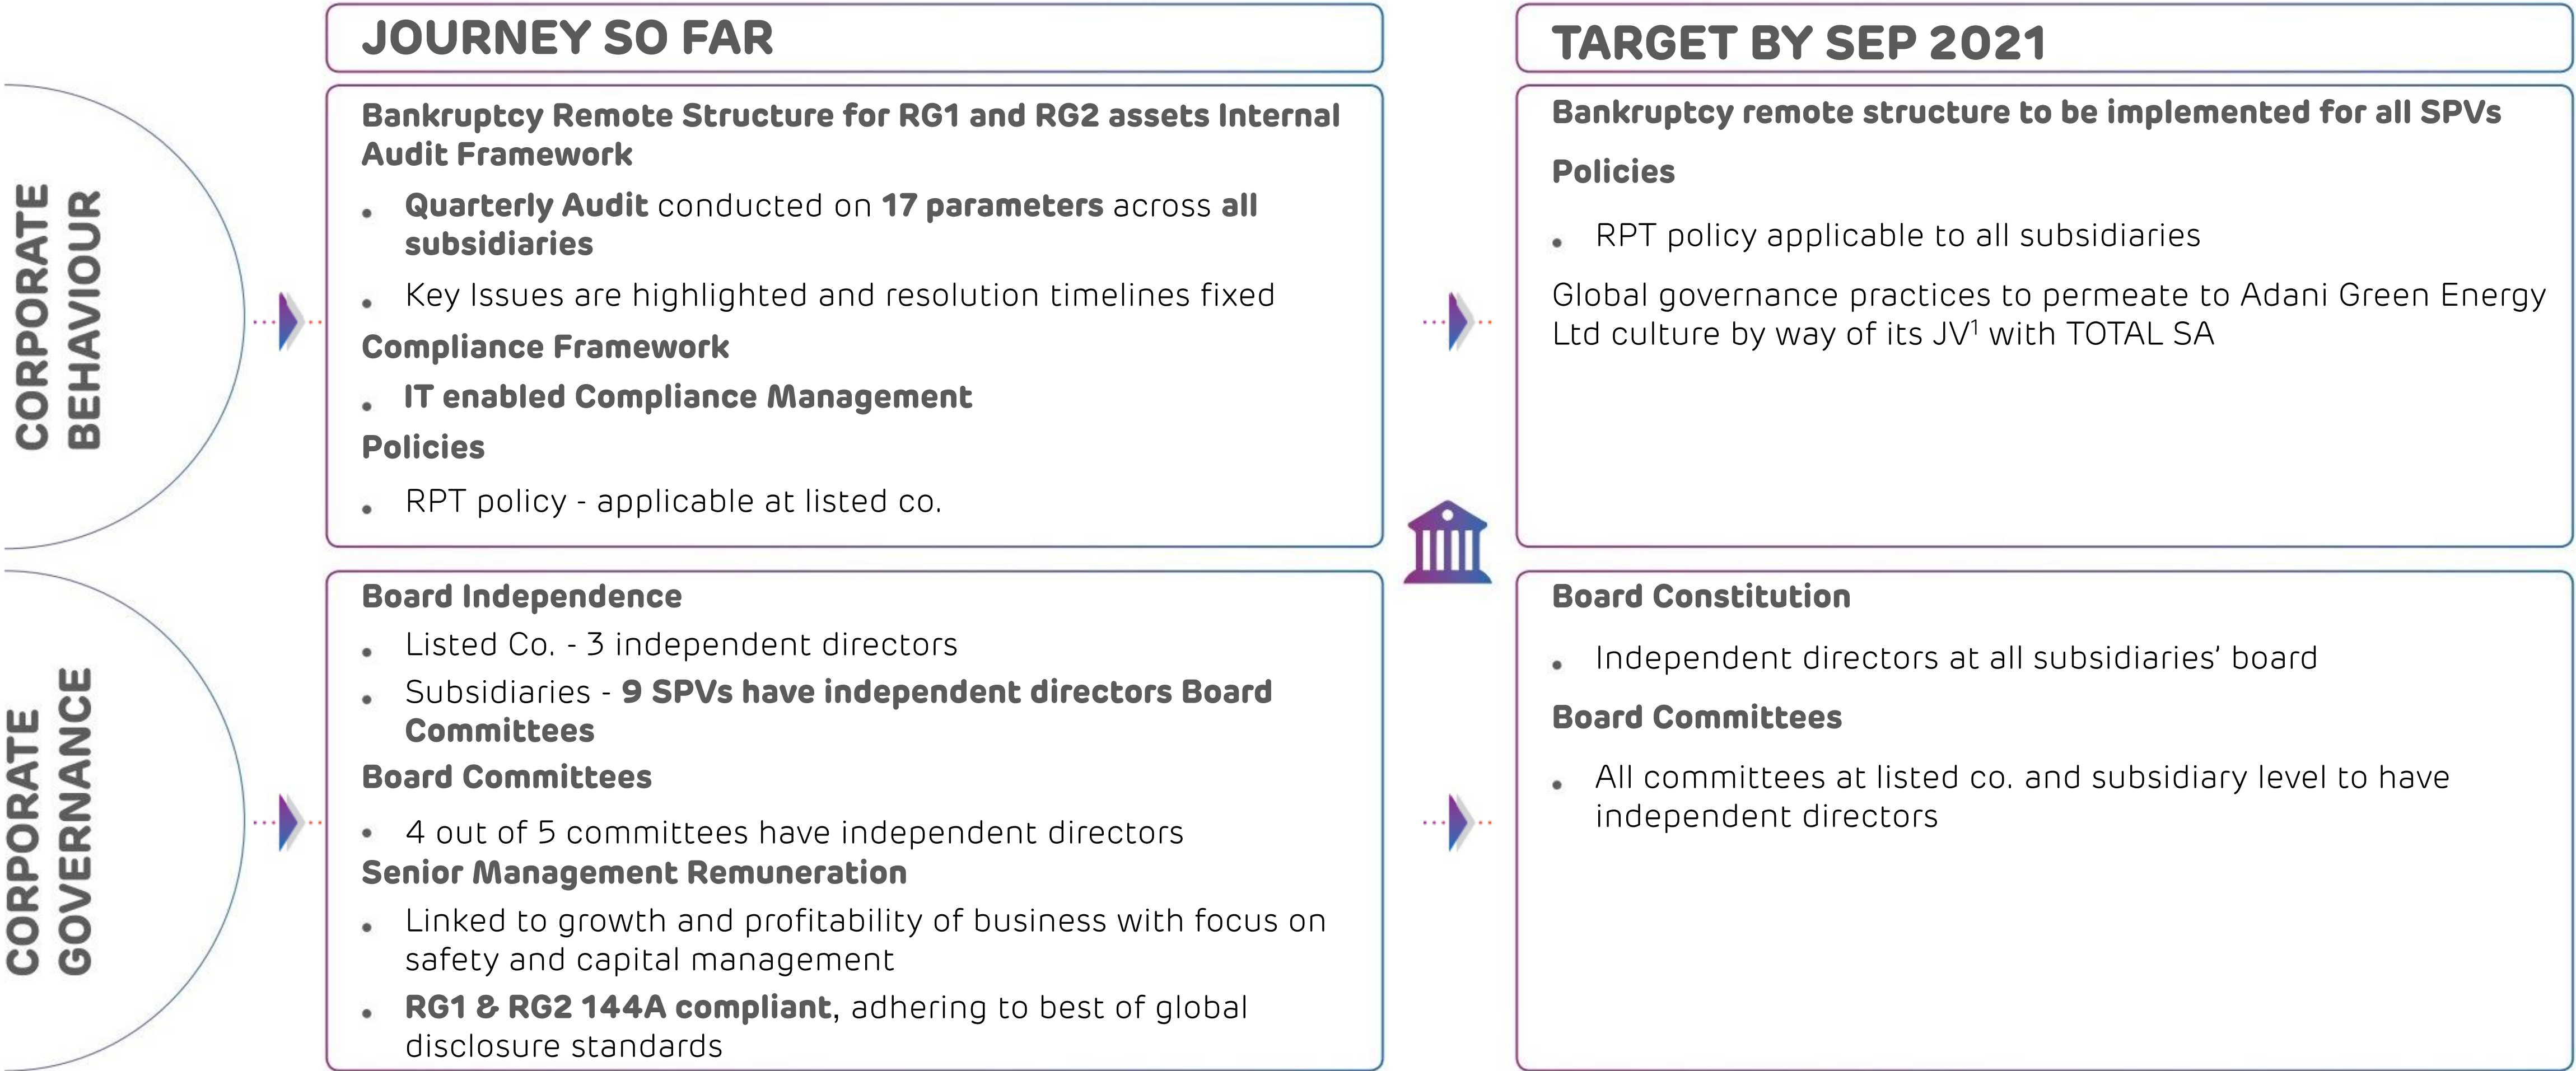 JOURNEY SO FAR
TARGET BY SEP 2021
CORPORATE
BEHAVIOUR
Bankruptcy Remote Structure for RG1 and RG2 assets Internal
Audit Framework
• Quarterly Audit conducted on 17 parameters across all
subsidiaries
• Key Issues are highlighted and resolution timelines fixed
Compliance Framework
• IT enabled Compliance Management
Policies
• RPT policy - applicable at listed co.
Bankruptcy remote structure to be implemented for all SPVs
Policies
• RPT policy applicable to all subsidiaries
Global governance practices to permeate to Adani Green Energy
Ltd culture by way of its JV¹ with TOTAL SA
CORPORATE
GOVERNANCE
Board Independence
• Listed Co. - 3 independent directors
• Subsidiaries - 9 SPVs have independent directors Board
Committees
Board Committees
• 4 out of 5 committees have independent directors
Senior Management Remuneration
• Linked to growth and profitability of business with focus on
safety and capital management
• RG1 & RG2 144A compliant, adhering to best of global
disclosure standards
Board Constitution
• Independent directors at all subsidiaries’ board
Board Committees
• All committees at listed co. and subsidiary level to have
independent directors